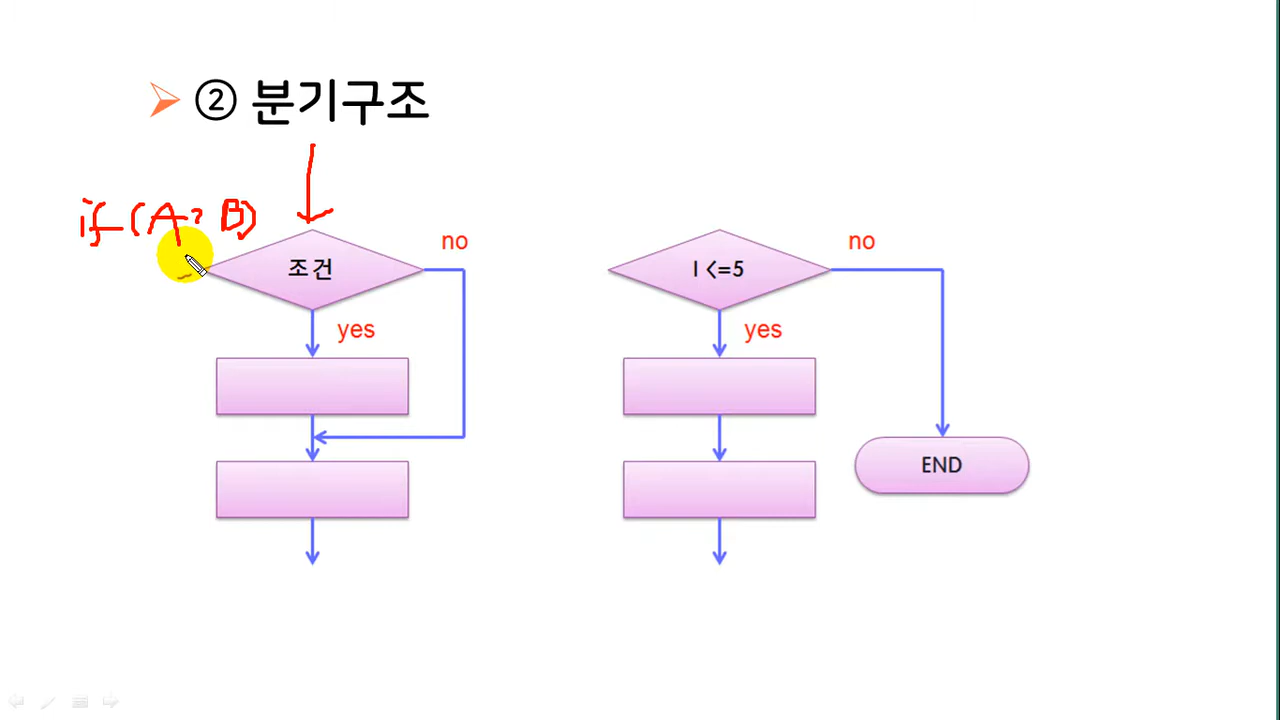 ② 분기구조
if (A> B)
조건
no
yes
I <=5
no
yes
END